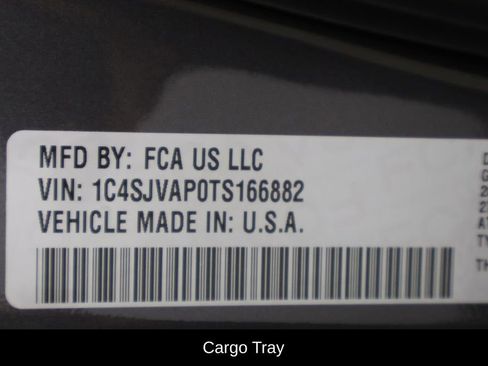 MFD BY: FCA US LLC
VIN: 1C4SJVAP0TS166882
VEHICLE MADE IN: U.S.A.
Cargo Tray